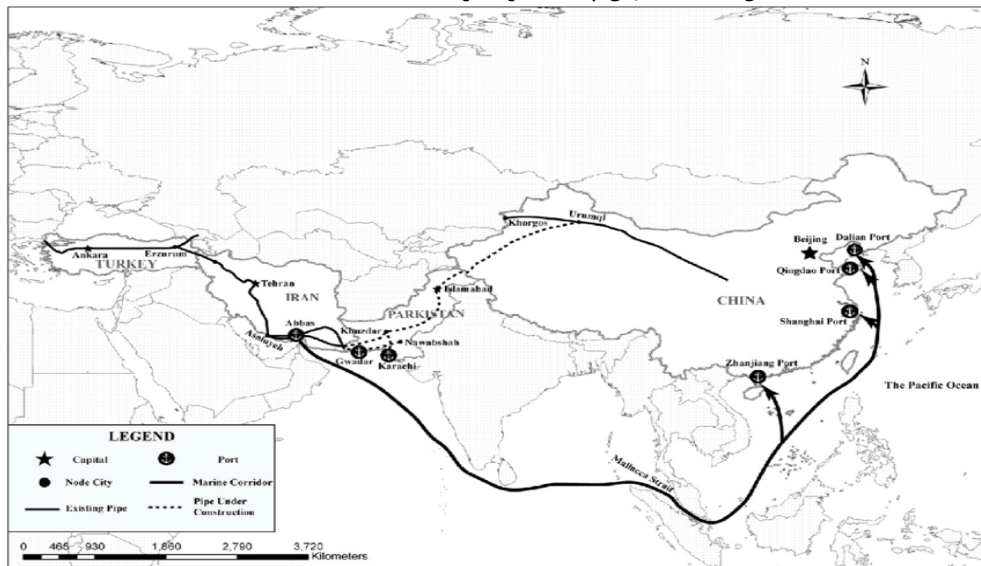 N
Khorgos
Urumqi
Beijing
Dalian Port
Ankara
Erzurum
TURKEY
Qingdao Port
Tehran
IRAN
Islamabad
CHINA
PARKISTAN
Abbas
Khuzdar
Shanghai Port
Asaluyeh
Nawabshah
Gwadar
Karachi
Zhanjiang Port
The Pacific Ocean
Mallacca Strait
LEGEND
Capital
Port
Node City
Marine Corridor
Existing Pipe
Pipe Under
Construction
0 465 930 1,860 2,790 3,720
Kilometers